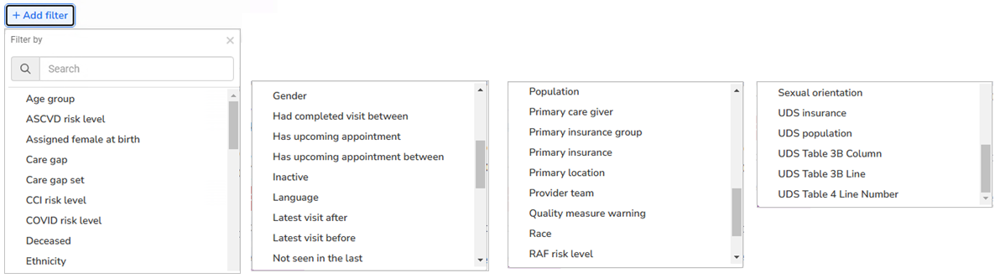 + Add filter
Filter by
Search
Age group
ASCVD risk level
Assigned female at birth
Care gap
Care gap set
CCI risk level
COVID risk level
Deceased
Ethnicity
Gender
Had completed visit between
Has upcoming appointment
Has upcoming appointment between
Inactive
Language
Latest visit after
Latest visit before
Not seen in the last
Population
Primary care giver
Primary insurance group
Primary insurance
Primary location
Provider team
Quality measure warning
Race
RAF risk level
Sexual orientation
UDS insurance
UDS population
UDS Table 3B Column
UDS Table 3B Line
UDS Table 4 Line Number